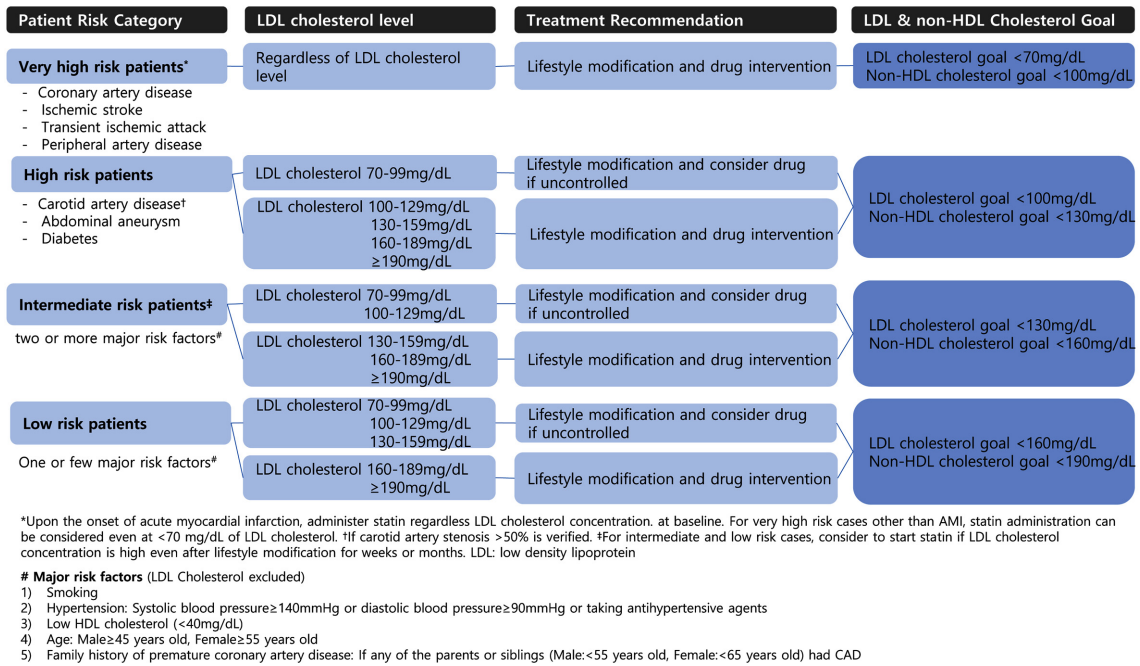 Patient Risk Category
LDL cholesterol level
Treatment Recommendation
LDL & non-HDL Cholesterol Goal
Very high risk patients*
- Coronary artery disease
- Ischemic stroke
- Transient ischemic attack
- Peripheral artery disease
Regardless of LDL cholesterol
level
Lifestyle modification and drug intervention
LDL cholesterol goal <70mg/dL
Non-HDL cholesterol goal <100mg/dL
High risk patients
- Carotid artery disease†
- Abdominal aneurysm
- Diabetes
LDL cholesterol 70-99mg/dL
Lifestyle modification and consider drug
if uncontrolled
LDL cholesterol 100-129mg/dL
130-159mg/dL
160-189mg/dL
≥190mg/dL
Lifestyle modification and drug intervention
LDL cholesterol goal <100mg/dL
Non-HDL cholesterol goal <130mg/dL
Intermediate risk patients‡
two or more major risk factors#
LDL cholesterol 70-99mg/dL
100-129mg/dL
Lifestyle modification and consider drug
if uncontrolled
LDL cholesterol 130-159mg/dL
160-189mg/dL
≥190mg/dL
Lifestyle modification and drug intervention
LDL cholesterol goal <130mg/dL
Non-HDL cholesterol goal <160mg/dL
Low risk patients
One or few major risk factors#
LDL cholesterol 70-99mg/dL
100-129mg/dL
130-159mg/dL
Lifestyle modification and consider drug
if uncontrolled
LDL cholesterol 160-189mg/dL
≥190mg/dL
Lifestyle modification and drug intervention
LDL cholesterol goal <160mg/dL
Non-HDL cholesterol goal <190mg/dL
*Upon the onset of acute myocardial infarction, administer statin regardless LDL cholesterol concentration. at baseline. For very high risk cases other than AMI, statin administration can
be considered even at <70 mg/dL of LDL cholesterol. †If carotid artery stenosis >50% is verified. ‡For intermediate and low risk cases, consider to start statin if LDL cholesterol
concentration is high even after lifestyle modification for weeks or months. LDL: low density lipoprotein
# Major risk factors (LDL Cholesterol excluded)
1) Smoking
2) Hypertension: Systolic blood pressure≥140mmHg or diastolic blood pressure≥90mmHg or taking antihypertensive agents
3) Low HDL cholesterol (<40mg/dL)
4) Age: Male≥45 years old, Female≥55 years old
5) Family history of premature coronary artery disease: If any of the parents or siblings (Male:<55 years old, Female:<65 years old) had CAD